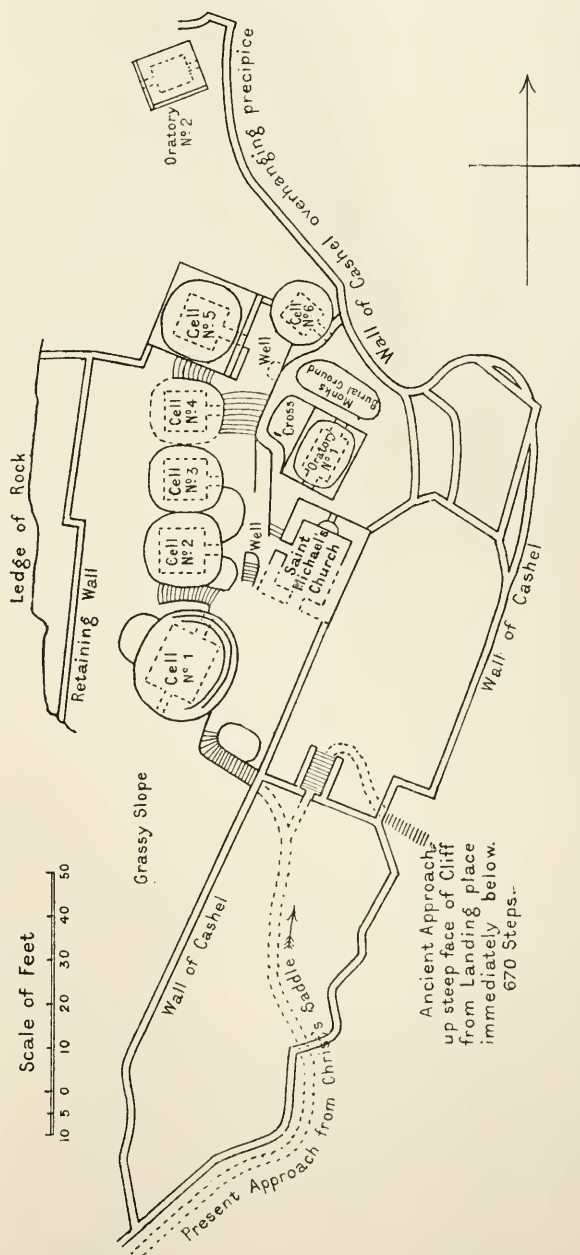 Scale of Feet
10 5 0 10 20 30 40 50
Ledge of Rock
Retaining Wall
Grassy Slope
Wall of Cashel
Cell
Nº 1
Cell
Nº 2
Cell
Nº 3
Cell
Nº 4
Cell
Nº 5
Cell
Nº 6
Well
Well
Cross
Oratory
Nº 1
Monks
Burial Ground
Saint
Michael's
Church
Oratory
Nº 2
Wall of Cashel overhanging precipice
Wall of Cashel
Present Approach from Christ's Saddle
Ancient Approach,
up steep face of Cliff
from Landing place
immediately below.
670 Steps.-